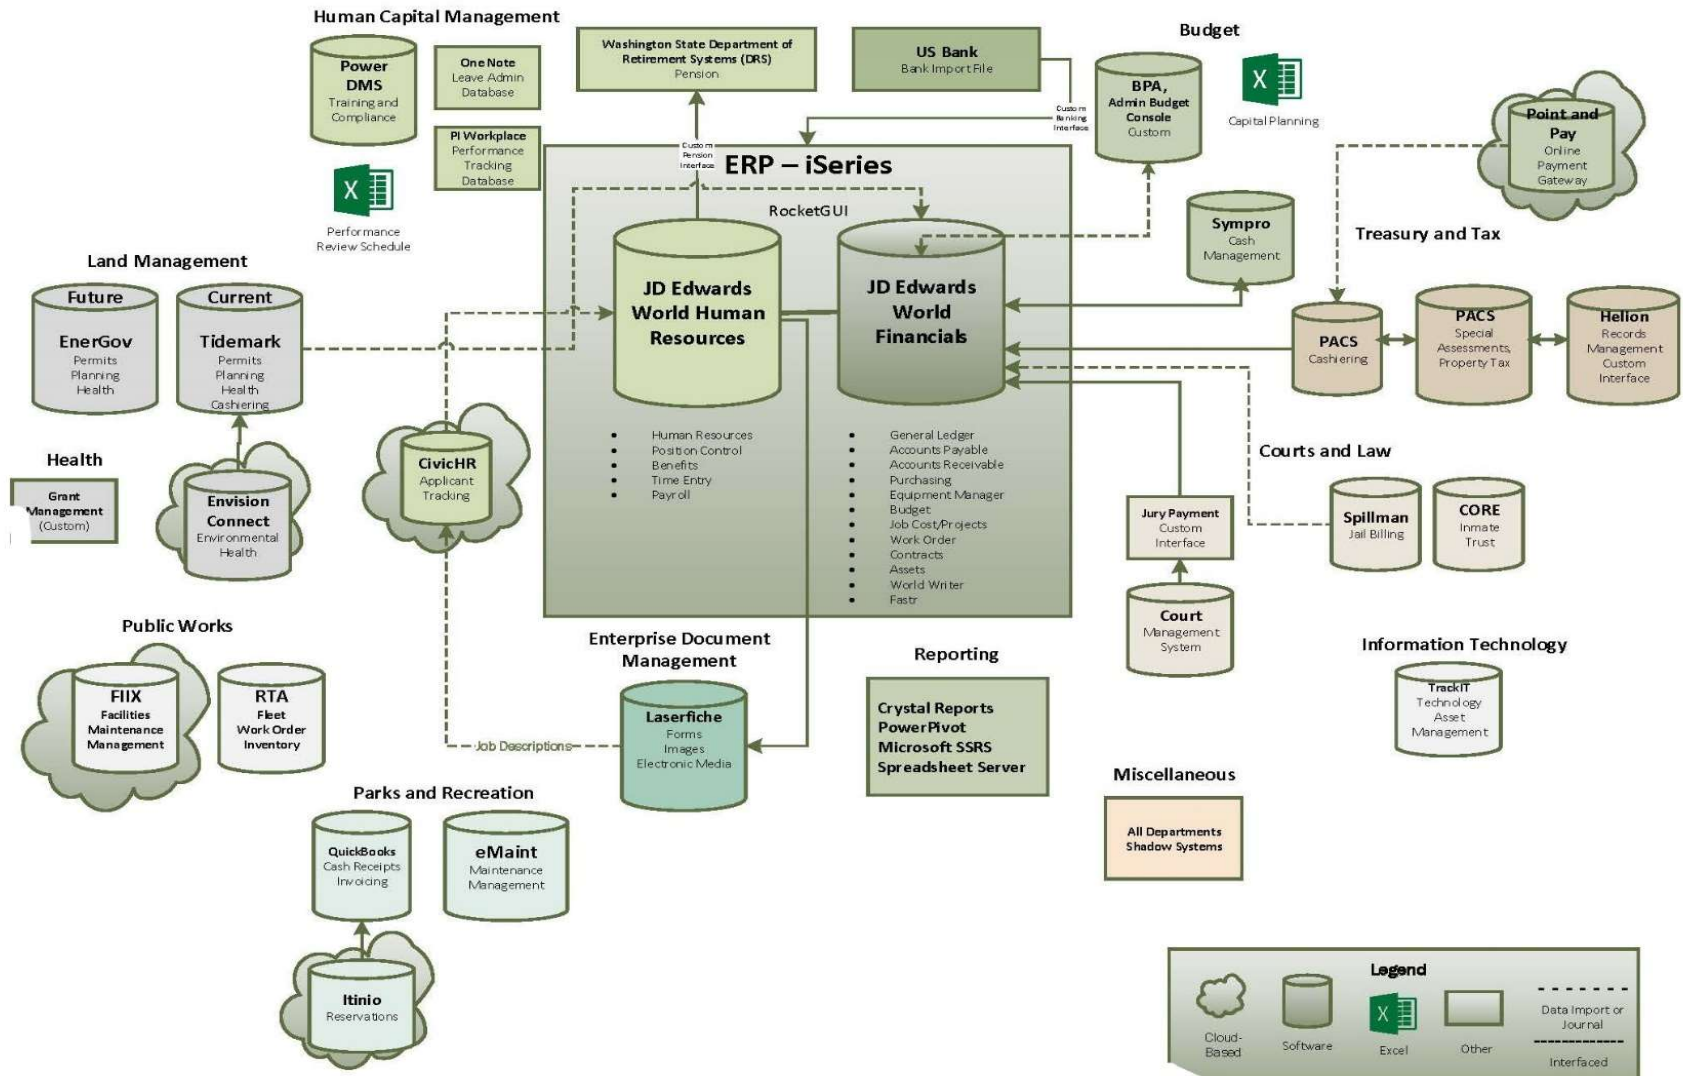 Human Capital Management
Power
DMS
Training and
Compliance
One Note
Leave Admin
Database
PI Workplace
Performance
Tracking
Database
Performance
Review Schedule
Washington State Department of
Retirement Systems (DRS)
Pension
US Bank
Bank Import File
Custom
Banking
Interface
Custom
Pension
Interface
Budget
BPA,
Admin Budget
Console
Custom
Capital Planning
Point and
Pay
Online
Payment
Gateway
ERP – iSeries
RocketGUI
JD Edwards
World Human
Resources
Human Resources
Position Control
Benefits
Time Entry
Payroll
JD Edwards
World
Financials
General Ledger
Accounts Payable
Accounts Receivable
Purchasing
Equipment Manager
Budget
Job Cost/Projects
Work Order
Contracts
Assets
World Writer
Fastr
Sympro
Cash
Management
Treasury and Tax
PACS
Cashiering
PACS
Special
Assessments,
Property Tax
Helion
Records
Management
Custom
Interface
Land Management
Future
EnerGov
Permits
Planning
Health
Current
Tidemark
Permits
Planning
Health
Cashiering
Health
Grant
Management
(Custom)
Envision
Connect
Environmental
Health
CivicHR
Applicant
Tracking
Courts and Law
Jury Payment
Custom
Interface
Court
Management
System
Spillman
Jail Billing
CORE
Inmate
Trust
Public Works
FIIX
Facilities
Maintenance
Management
RTA
Fleet
Work Order
Inventory
Job Descriptions
Enterprise Document
Management
Laserfiche
Forms
Images
Electronic Media
Reporting
Crystal Reports
PowerPivot
Microsoft SSRS
Spreadsheet Server
Information Technology
TrackIT
Technology
Asset
Management
Miscellaneous
All Departments
Shadow Systems
Parks and Recreation
QuickBooks
Cash Receipts
Invoicing
eMaint
Maintenance
Management
Itinio
Reservations
Legend
Cloud-
Based
Software
Excel
Other
Data Import or
Journal
Interfaced